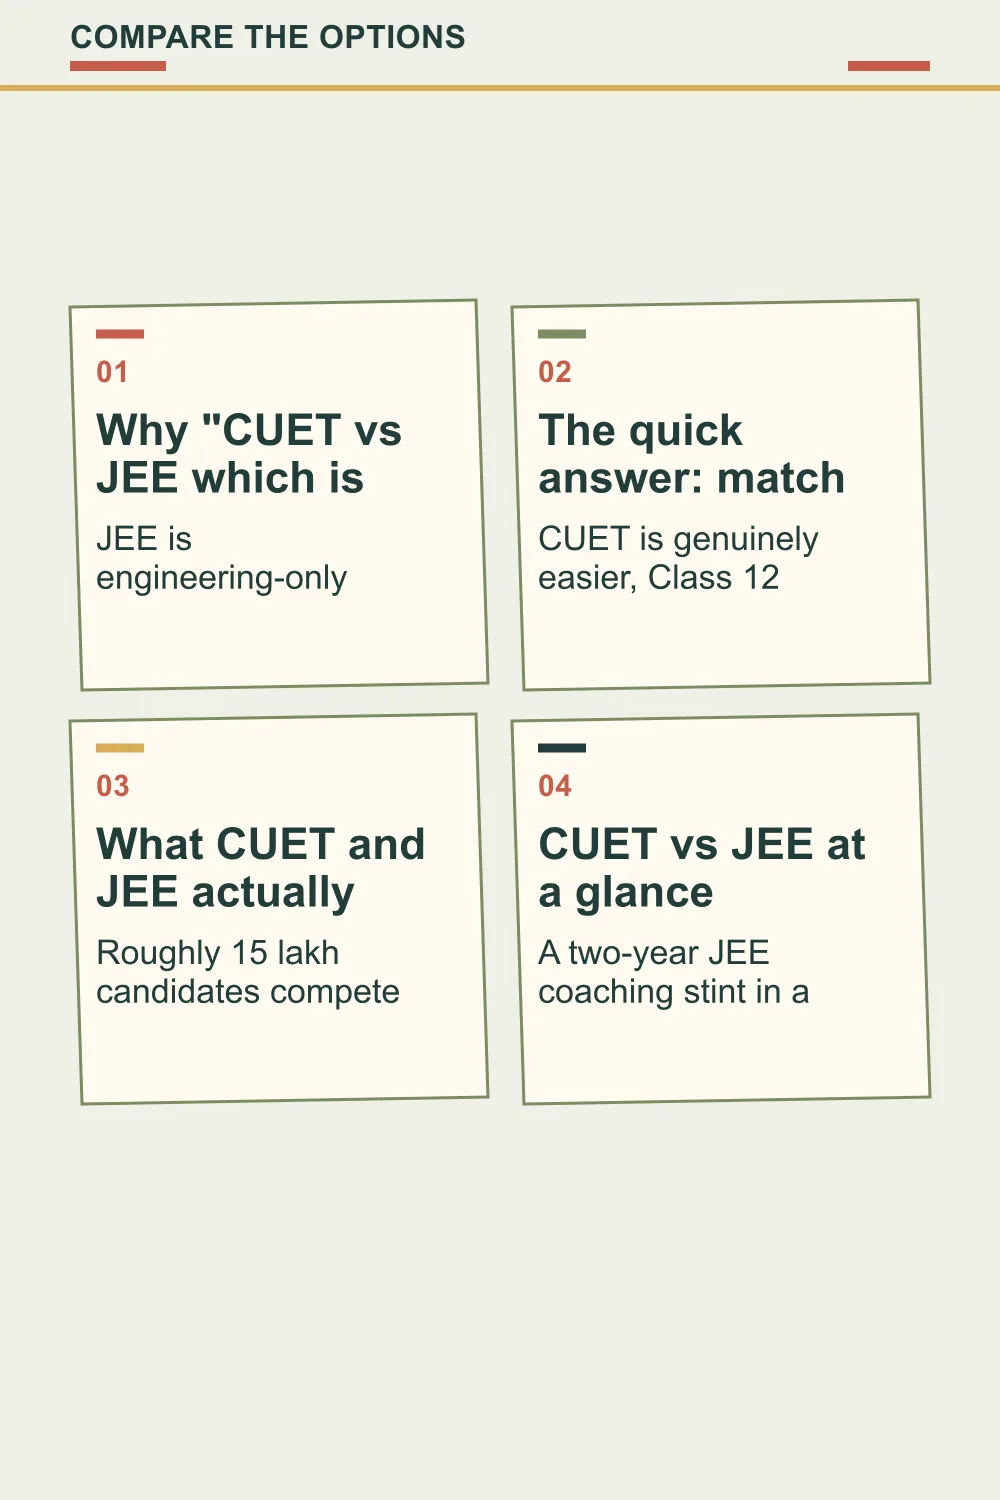 COMPARE THE OPTIONS
01
Why "CUET vs
JEE which is
JEE is
engineering-only
02
The quick
answer: match
CUET is genuinely
easier, Class 12
03
What CUET and
JEE actually
Roughly 15 lakh
candidates compete
04
CUET vs JEE at
a glance
A two-year JEE
coaching stint in a